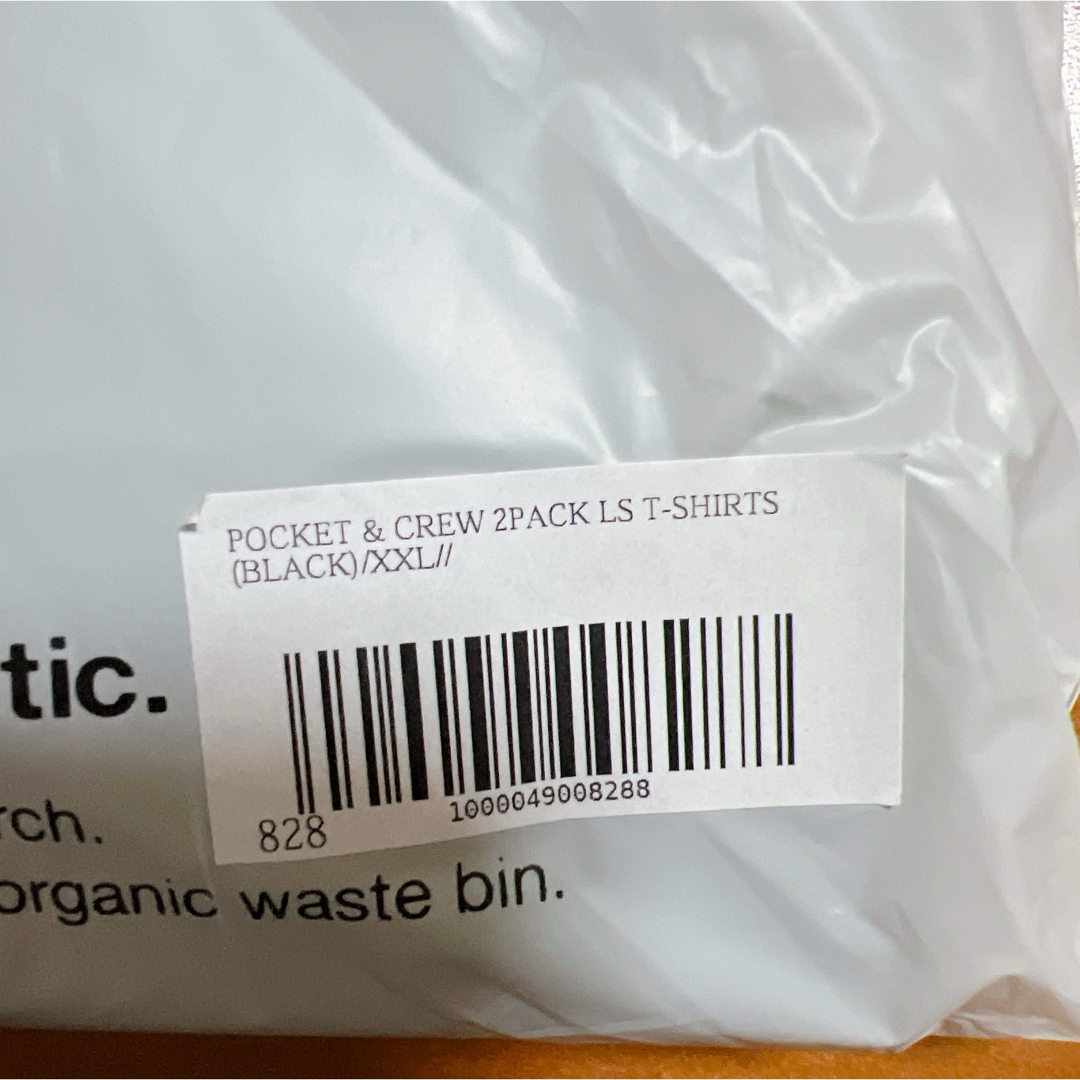 POCKET & CREW 2PACK LS T-SHIRTS
(BLACK)/XXL//
1000049008288
828
tic.
rch.
organic waste bin.